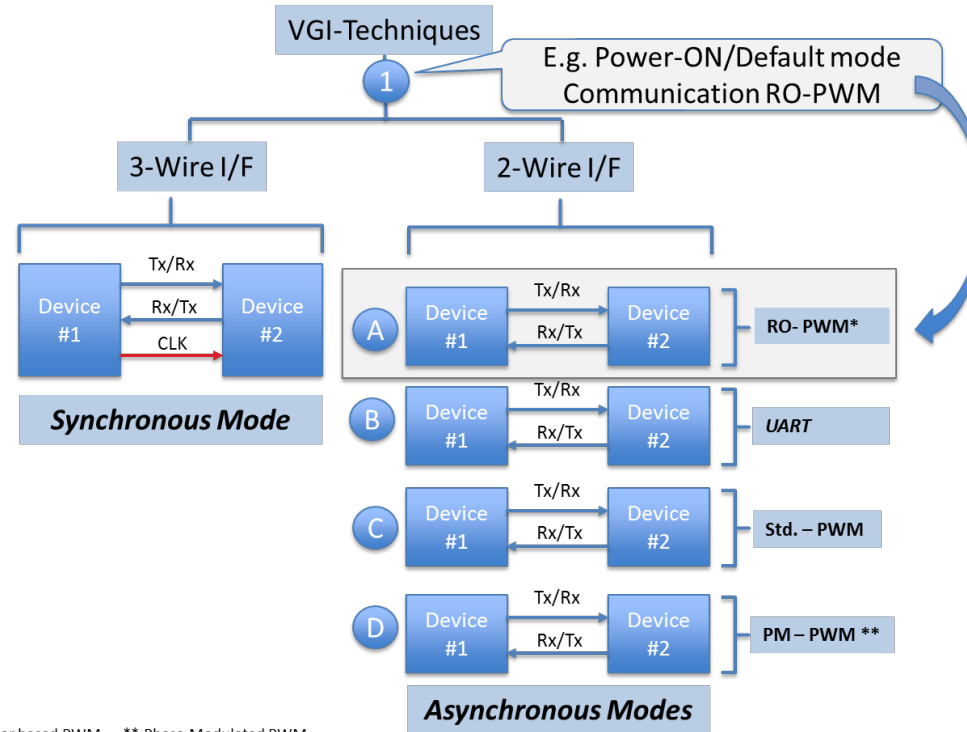 VGI-Techniques
1
E.g. Power-ON/Default mode
Communication RO-PWM
3-Wire I/F
2-Wire I/F
Device
#1
Tx/Rx
Rx/Tx
CLK
Device
#2
Synchronous Mode
A
Device
#1
Tx/Rx
Rx/Tx
Device
#2
RO- PWM*
B
Device
#1
Tx/Rx
Rx/Tx
Device
#2
UART
C
Device
#1
Tx/Rx
Rx/Tx
Device
#2
Std. – PWM
D
Device
#1
Tx/Rx
Rx/Tx
Device
#2
PM – PWM **
Asynchronous Modes
PWM ** Phase Modulated PWM